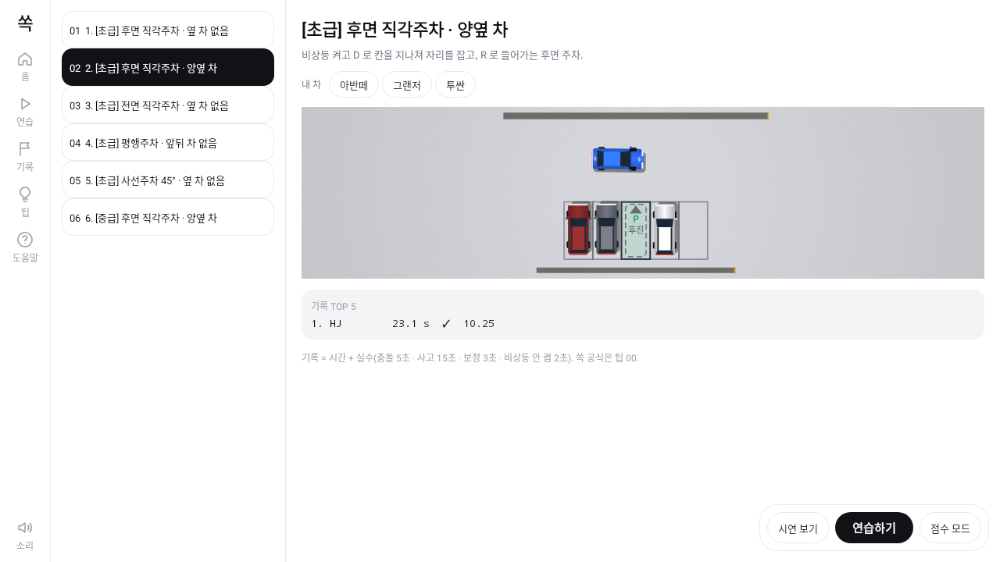 쏙
홈
연습
기록
팁
도움말
소리
01 1. [초급] 후면 직각주차 · 옆 차 없음
02 2. [초급] 후면 직각주차 · 양옆 차
03 3. [초급] 전면 직각주차 · 옆 차 없음
04 4. [초급] 평행주차 · 앞뒤 차 없음
05 5. [초급] 사선주차 45° · 옆 차 없음
06 6. [중급] 후면 직각주차 · 양옆 차
[초급] 후면 직각주차 · 양옆 차
비상등 켜고 D 로 칸을 지나쳐 자리를 잡고, R 로 들어가는 후면 주차.
내 차 아반떼 그랜저 투싼
P
후진
기록 TOP 5
1. HJ 23.1 s ✓ 10.25
기록 = 시간 + 실수(충돌 5초 · 사고 15초 · 보정 3초 · 비상등 안 켬 2초). 쏙 공식은 팁 00.
시연 보기 연습하기 점수 모드